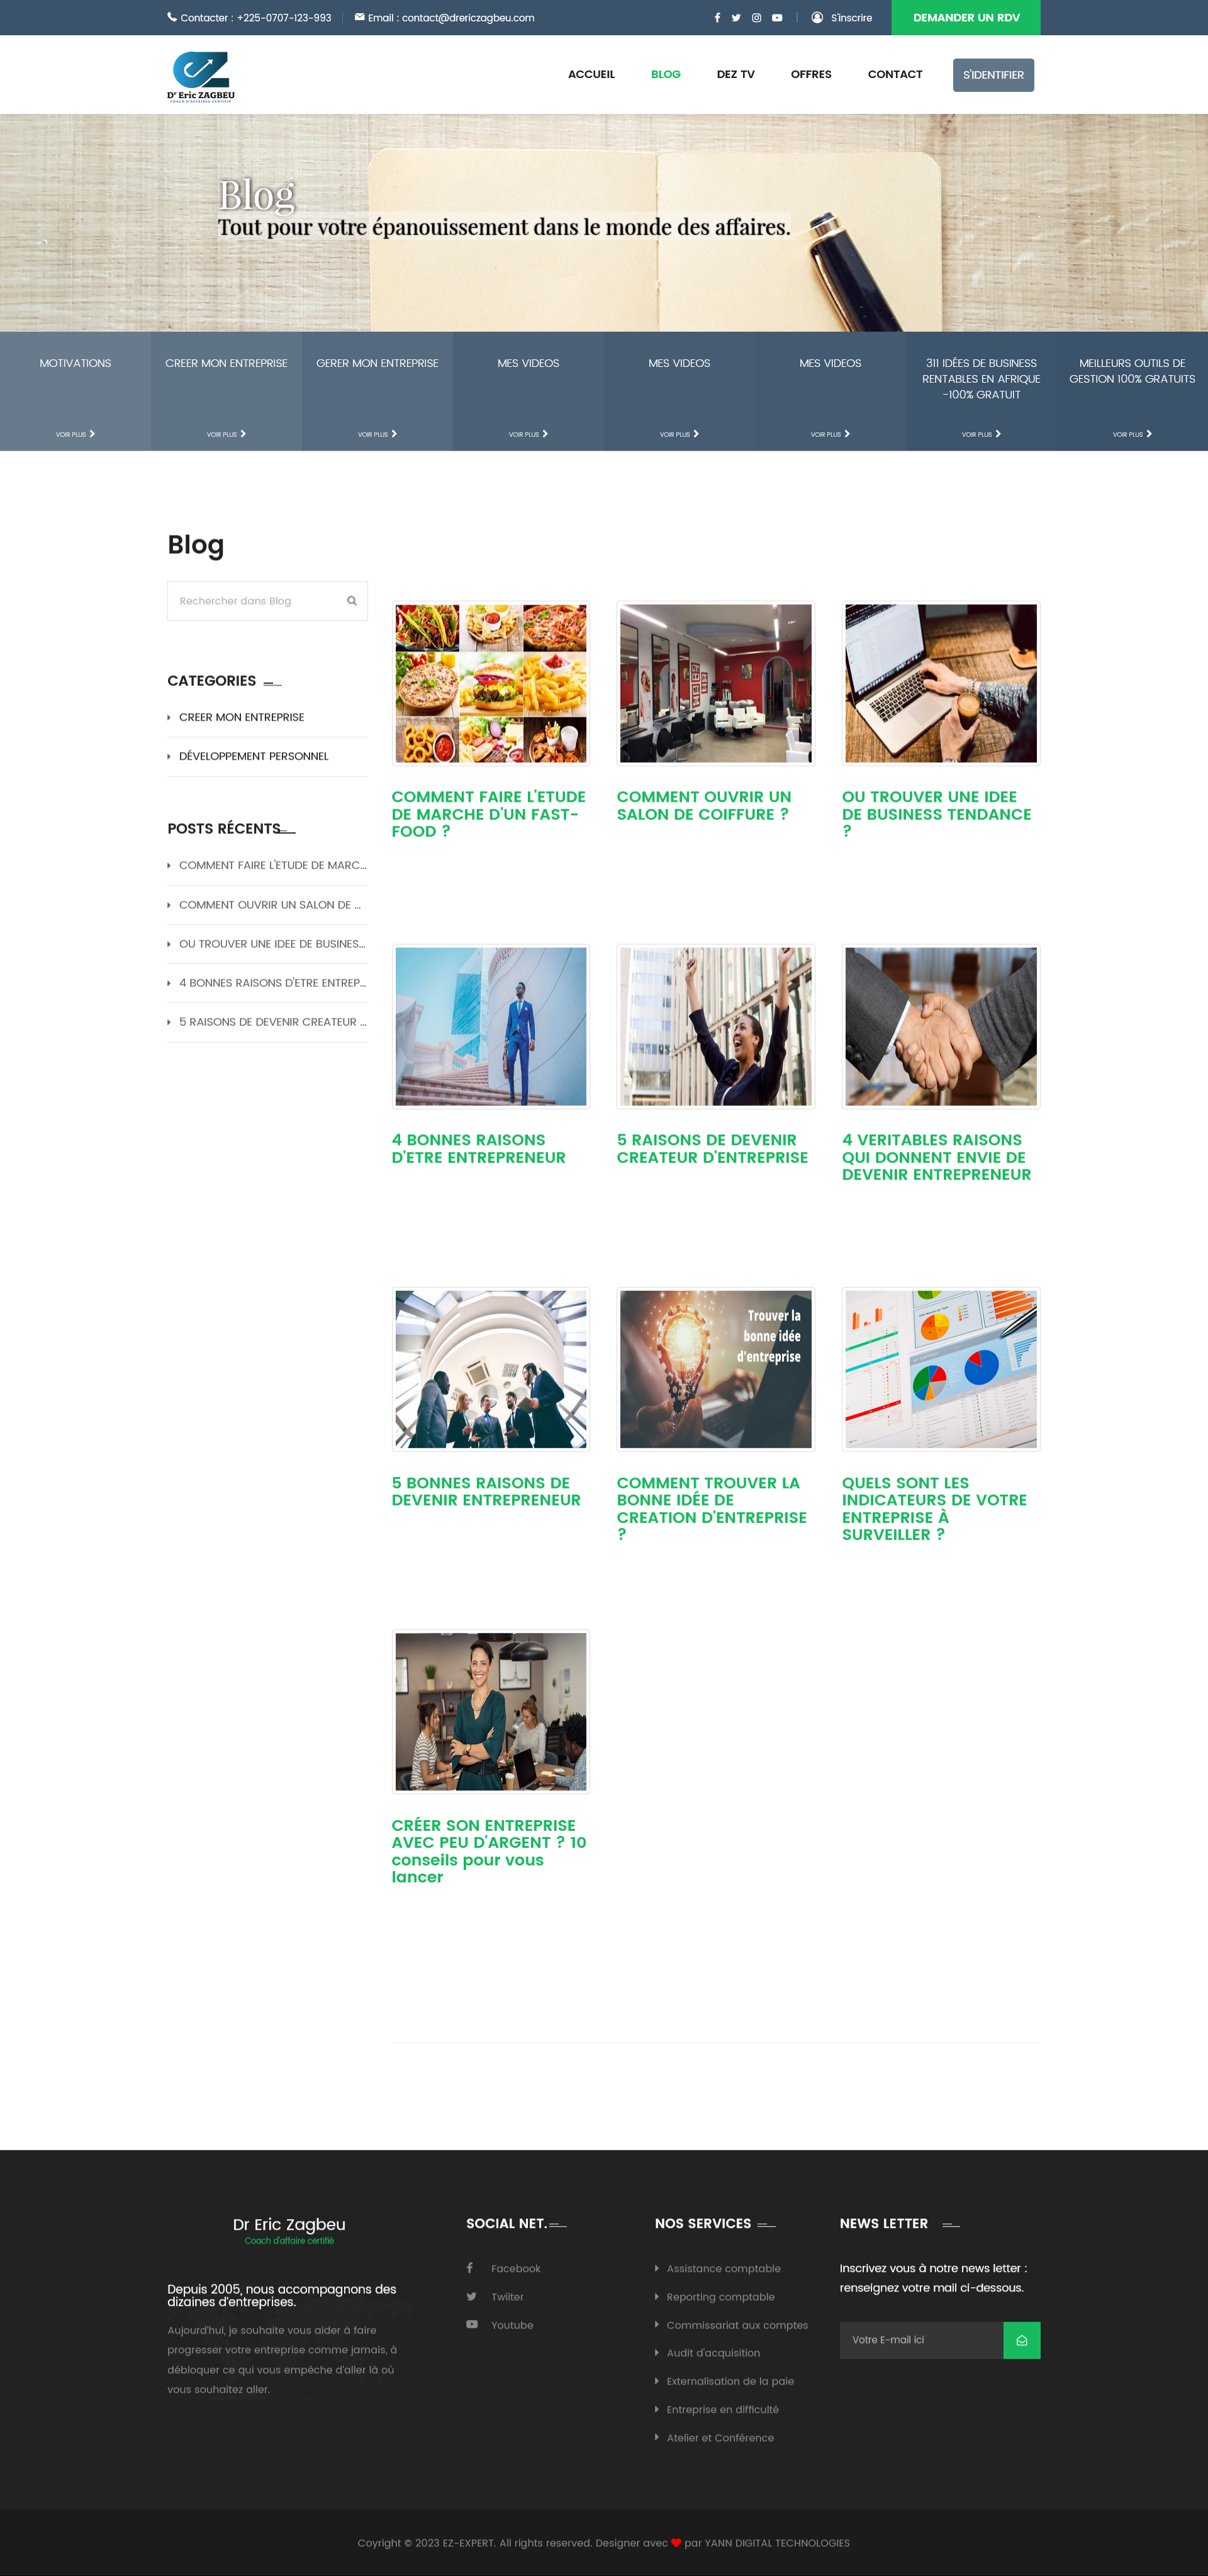 Contacter : +225-0707-123-993
Email : contact@drericzagbeu.com
S'inscrire
DEMANDER UN RDV
Dr Eric ZAGBEU
COACH D'AFFAIRES CERTIFIÉ
ACCUEIL
BLOG
DEZ TV
OFFRES
CONTACT
S'IDENTIFIER
Blog
Tout pour votre épanouissement dans le monde des affaires.
MOTIVATIONS
VOIR PLUS
CREER MON ENTREPRISE
VOIR PLUS
GERER MON ENTREPRISE
VOIR PLUS
MES VIDEOS
VOIR PLUS
MES VIDEOS
VOIR PLUS
MES VIDEOS
VOIR PLUS
311 IDÉES DE BUSINESS
RENTABLES EN AFRIQUE
-100% GRATUIT
VOIR PLUS
MEILLEURS OUTILS DE
GESTION 100% GRATUITS
VOIR PLUS
Blog
Rechercher dans Blog
CATEGORIES
CREER MON ENTREPRISE
DÉVELOPPEMENT PERSONNEL
POSTS RÉCENTS
COMMENT FAIRE L'ETUDE DE MARC...
COMMENT OUVRIR UN SALON DE ...
OU TROUVER UNE IDEE DE BUSINES...
4 BONNES RAISONS D'ETRE ENTREP...
5 RAISONS DE DEVENIR CREATEUR ...
COMMENT FAIRE L'ETUDE
DE MARCHE D'UN FAST-
FOOD ?
COMMENT OUVRIR UN
SALON DE COIFFURE ?
OU TROUVER UNE IDEE
DE BUSINESS TENDANCE
?
4 BONNES RAISONS
D'ETRE ENTREPRENEUR
5 RAISONS DE DEVENIR
CREATEUR D'ENTREPRISE
4 VERITABLES RAISONS
QUI DONNENT ENVIE DE
DEVENIR ENTREPRENEUR
5 BONNES RAISONS DE
DEVENIR ENTREPRENEUR
Trouver la
bonne idée
d'entreprise
COMMENT TROUVER LA
BONNE IDÉE DE
CREATION D'ENTREPRISE
?
QUELS SONT LES
INDICATEURS DE VOTRE
ENTREPRISE À
SURVEILLER ?
CRÉER SON ENTREPRISE
AVEC PEU D'ARGENT ? 10
conseils pour vous
lancer
Dr Eric Zagbeu
Coach d'affaire certifié
Depuis 2005, nous accompagnons des
dizaines d'entreprises.
Aujourd'hui, je souhaite vous aider à faire
progresser votre entreprise comme jamais, à
débloquer ce qui vous empêche d'aller là où
vous souhaitez aller.
SOCIAL NET.
Facebook
Twiiter
Youtube
NOS SERVICES
Assistance comptable
Reporting comptable
Commissariat aux comptes
Audit d'acquisition
Externalisation de la paie
Entreprise en difficulté
Atelier et Conférence
NEWS LETTER
Inscrivez vous à notre news letter :
renseignez votre mail ci-dessous.
Votre E-mail ici
Coyright © 2023 EZ-EXPERT. All rights reserved. Designer avec ❤ par YANN DIGITAL TECHNOLOGIES